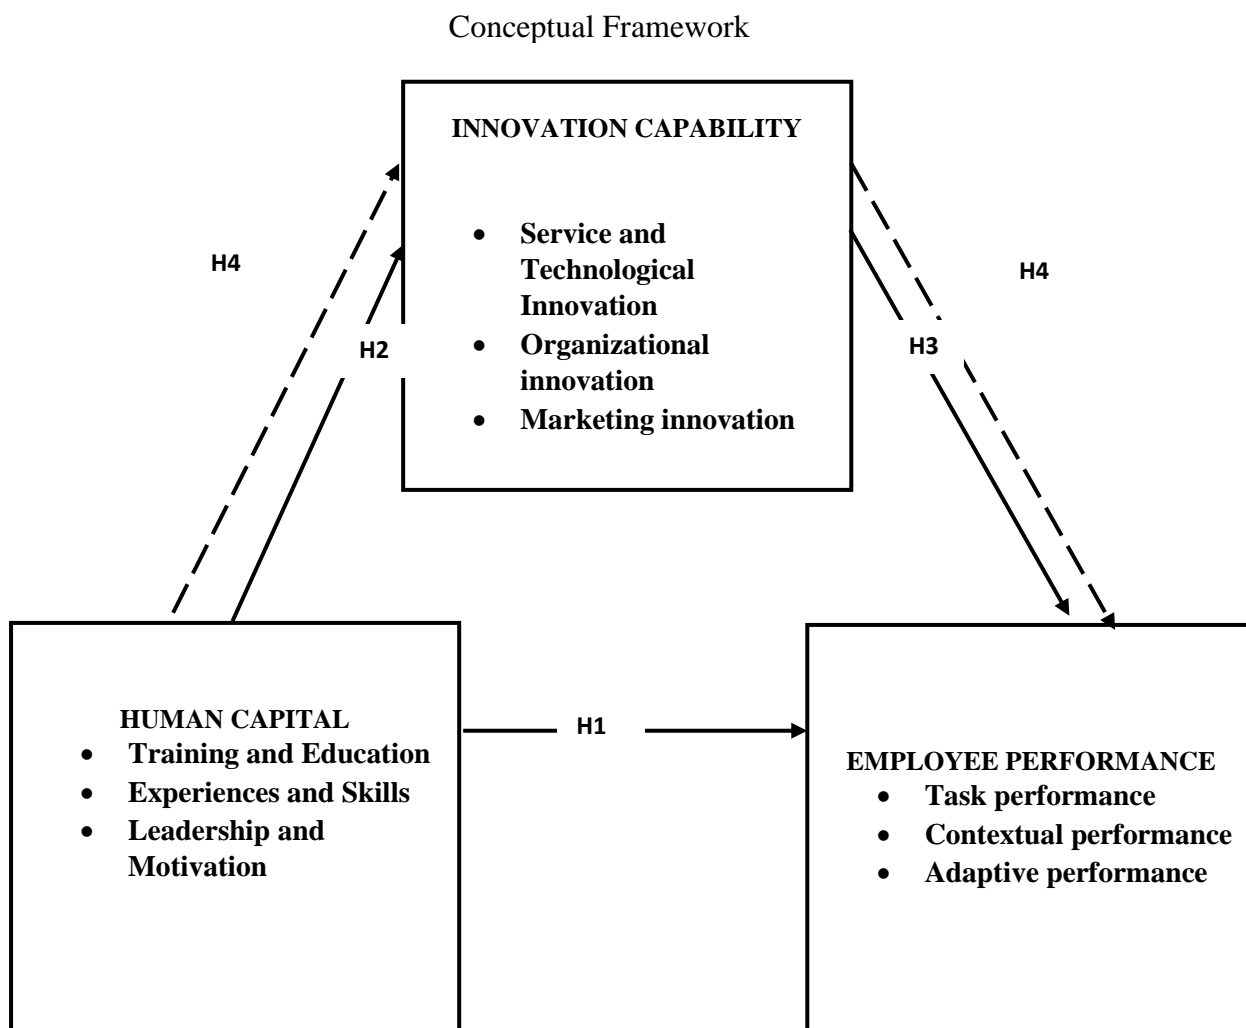 Conceptual Framework
INNOVATION CAPABILITY
• Service and
Technological
Innovation
• Organizational
innovation
• Marketing innovation
H4
H4
H2
H3
HUMAN CAPITAL
• Training and Education
• Experiences and Skills
• Leadership and
Motivation
H1
EMPLOYEE PERFORMANCE
• Task performance
• Contextual performance
• Adaptive performance